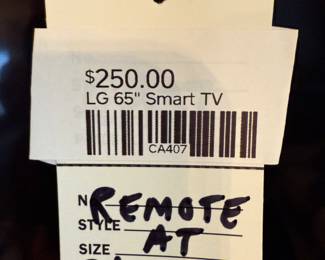 $250.00
LG 65" Smart TV
CA407
N REMOTE
STYLE AT
SIZE